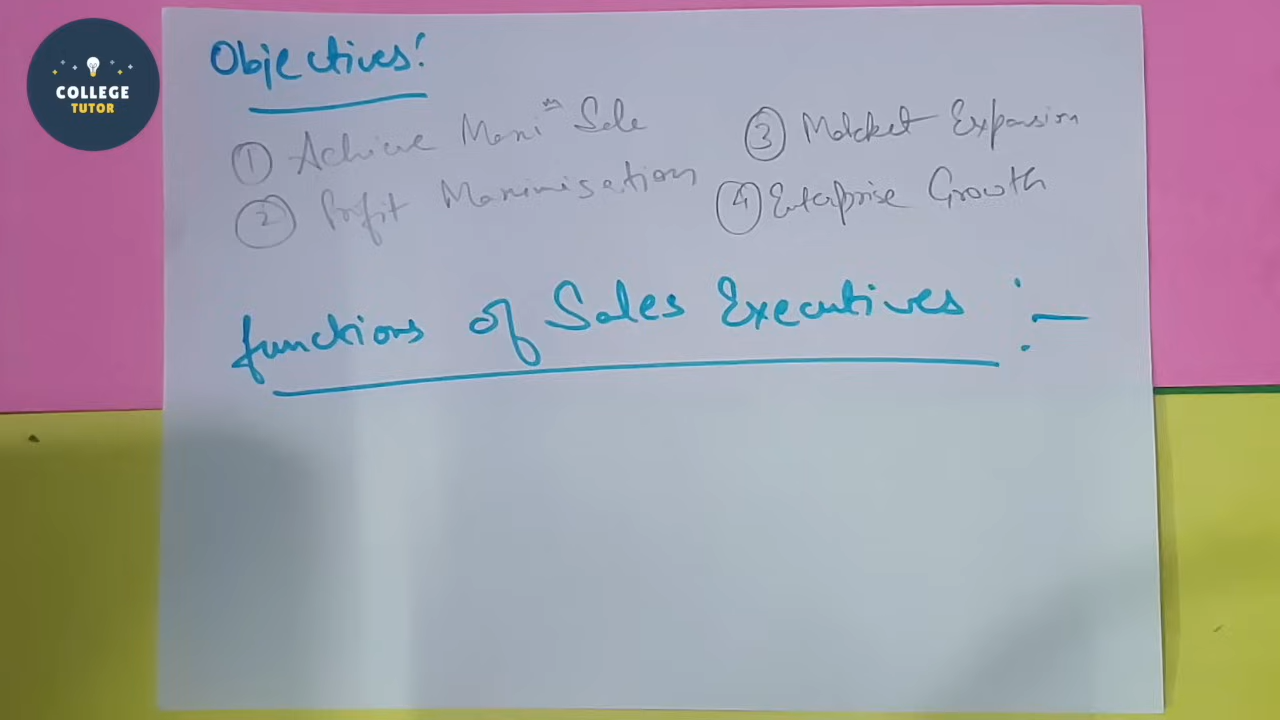 COLLEGE
TUTOR
Objectives:
① Achieve Maxi^m Sale
② Profit Maximisation
③ Market Expansion
④ Enterprise Growth
functions of Sales Executives :-